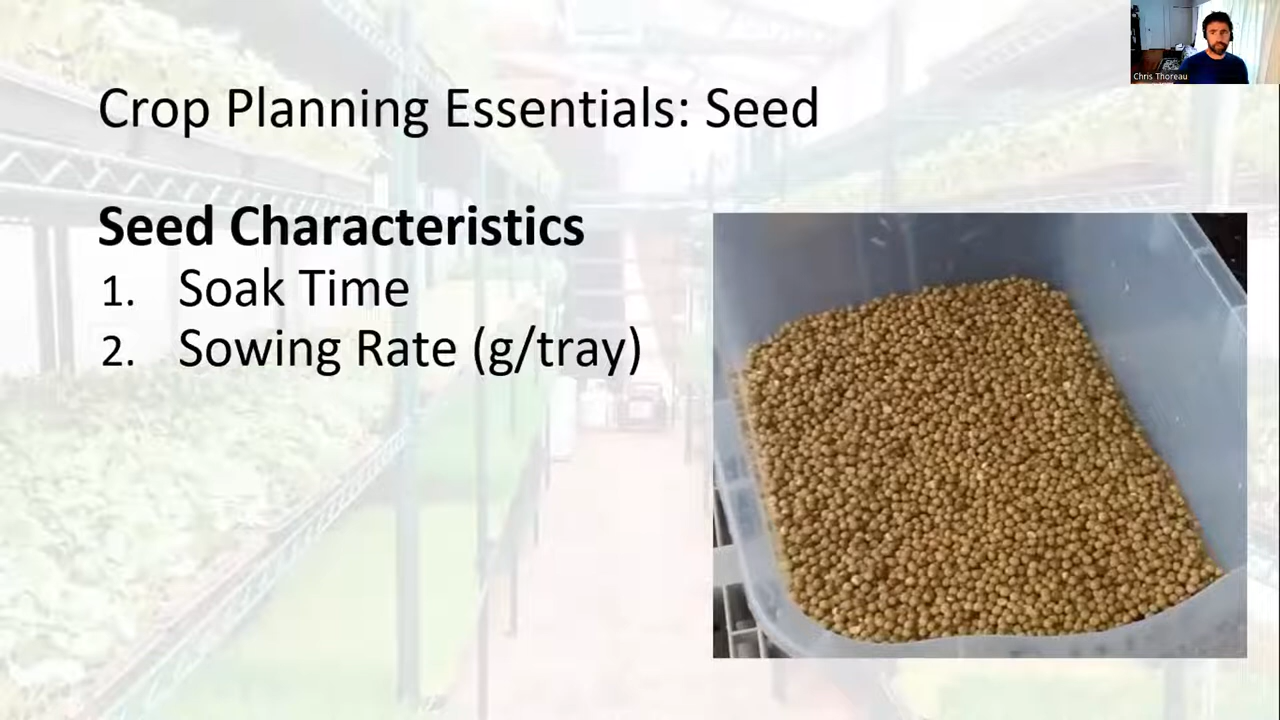 Chris Thoreau
Crop Planning Essentials: Seed
Seed Characteristics
1. Soak Time
2. Sowing Rate (g/tray)